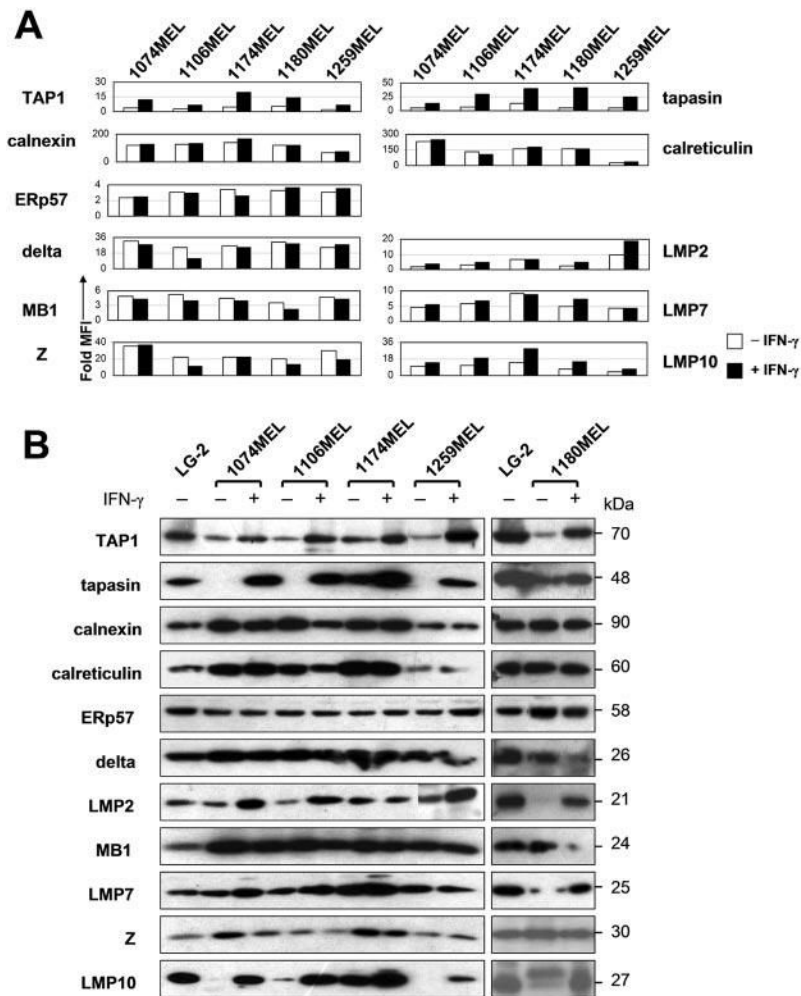 A
1074MEL 1106MEL 1174MEL 1180MEL 1259MEL 1074MEL 1106MEL 1174MEL 1180MEL 1259MEL
TAP1 30 15 0 50 25 0 tapasin
calnexin 200 100 0 300 150 0 calreticulin
ERp57 4 2 0
delta 36 18 0 20 10 0 LMP2
MB1 6 3 0 10 5 0 LMP7
Z 40 20 0 36 18 0 LMP10
Fold MFI
– IFN-γ
+ IFN-γ
B
LG-2 1074MEL 1106MEL 1174MEL 1259MEL LG-2 1180MEL
IFN-γ – – + – + – + – + – – + kDa
TAP1 70
tapasin 48
calnexin 90
calreticulin 60
ERp57 58
delta 26
LMP2 21
MB1 24
LMP7 25
Z 30
LMP10 27